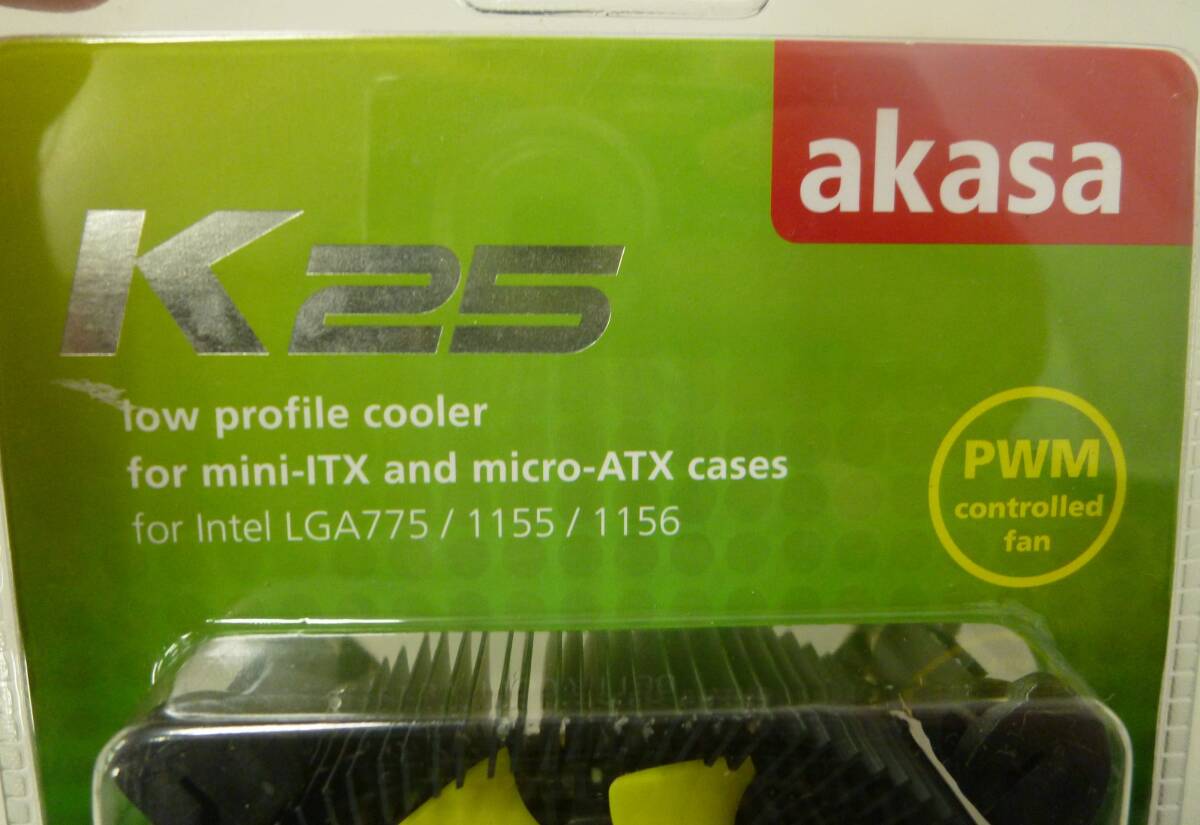 akasa
K25
low profile cooler
for mini-ITX and micro-ATX cases
for Intel LGA775 / 1155 / 1156
PWM
controlled
fan